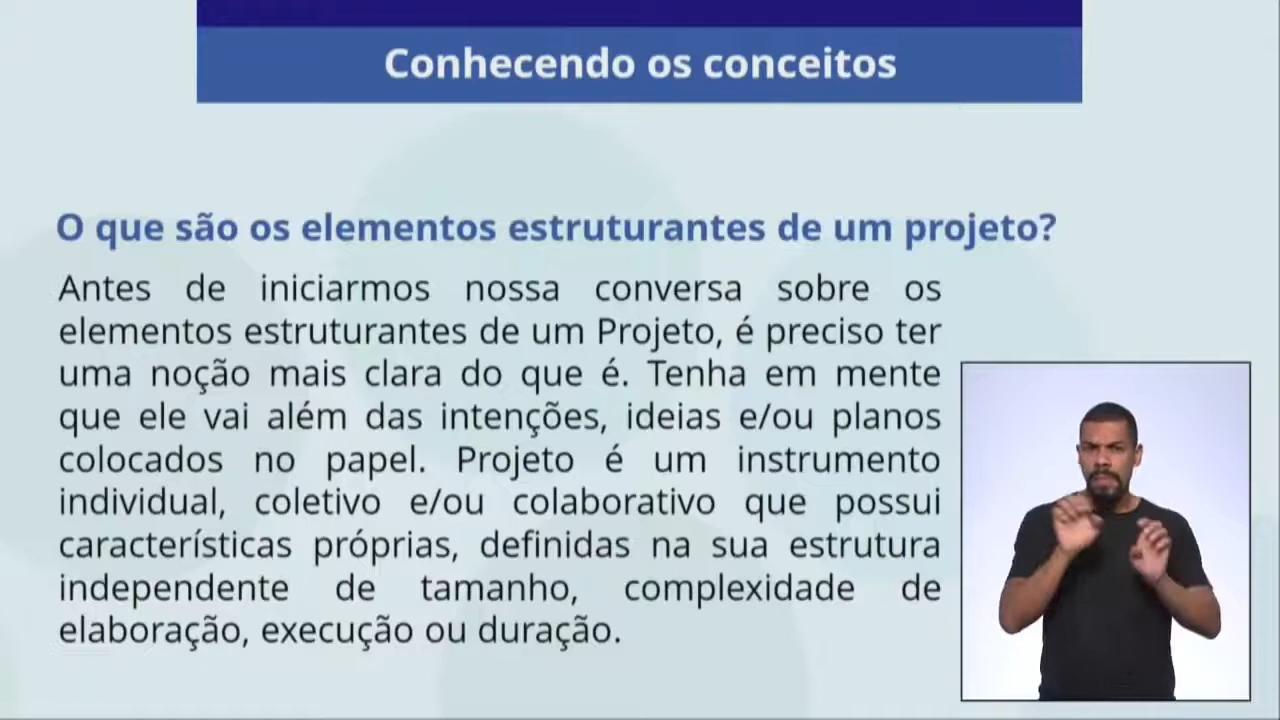 Conhecendo os conceitos
O que são os elementos estruturantes de um projeto?
Antes de iniciarmos nossa conversa sobre os
elementos estruturantes de um Projeto, é preciso ter
uma noção mais clara do que é. Tenha em mente
que ele vai além das intenções, ideias e/ou planos
colocados no papel. Projeto é um instrumento
individual, coletivo e/ou colaborativo que possui
características próprias, definidas na sua estrutura
independente de tamanho, complexidade de
elaboração, execução ou duração.